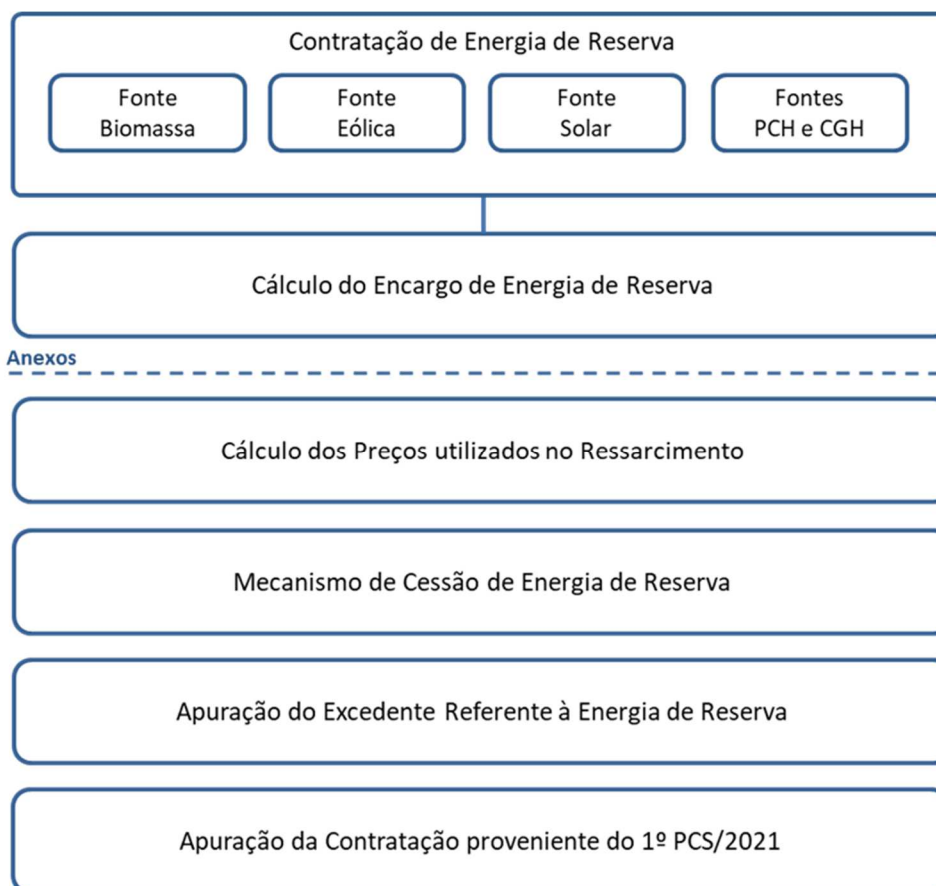 Contratação de Energia de Reserva
Fonte
Biomassa
Fonte
Eólica
Fonte
Solar
Fontes
PCH e CGH
Cálculo do Encargo de Energia de Reserva
Anexos
Cálculo dos Preços utilizados no Ressarcimento
Mecanismo de Cessão de Energia de Reserva
Apuração do Excedente Referente à Energia de Reserva
Apuração da Contratação proveniente do 1º PCS/2021